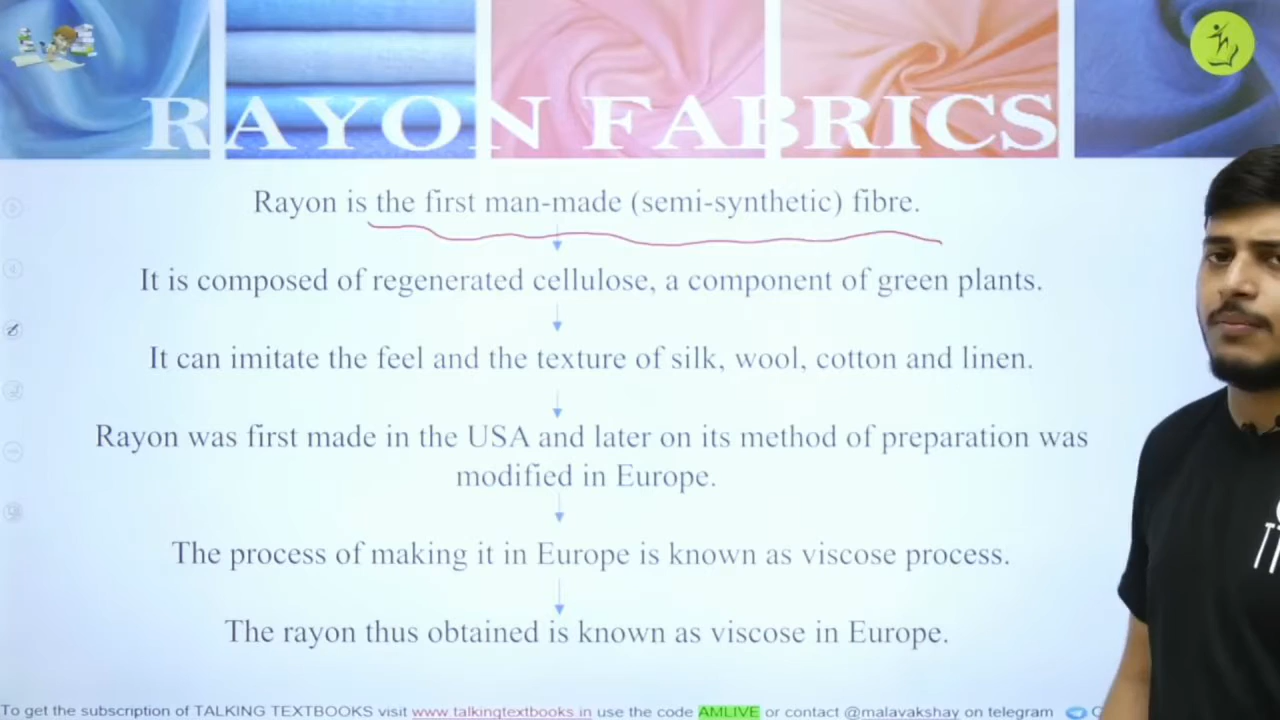 RAYON FABRICS
Rayon is the first man-made (semi-synthetic) fibre.
It is composed of regenerated cellulose, a component of green plants.
It can imitate the feel and the texture of silk, wool, cotton and linen.
Rayon was first made in the USA and later on its method of preparation was
modified in Europe.
The process of making it in Europe is known as viscose process.
The rayon thus obtained is known as viscose in Europe.
To get the subscription of TALKING TEXTBOOKS visit www.talkingtextbooks.in use the code AMLIVE or contact @malavakshay on telegram